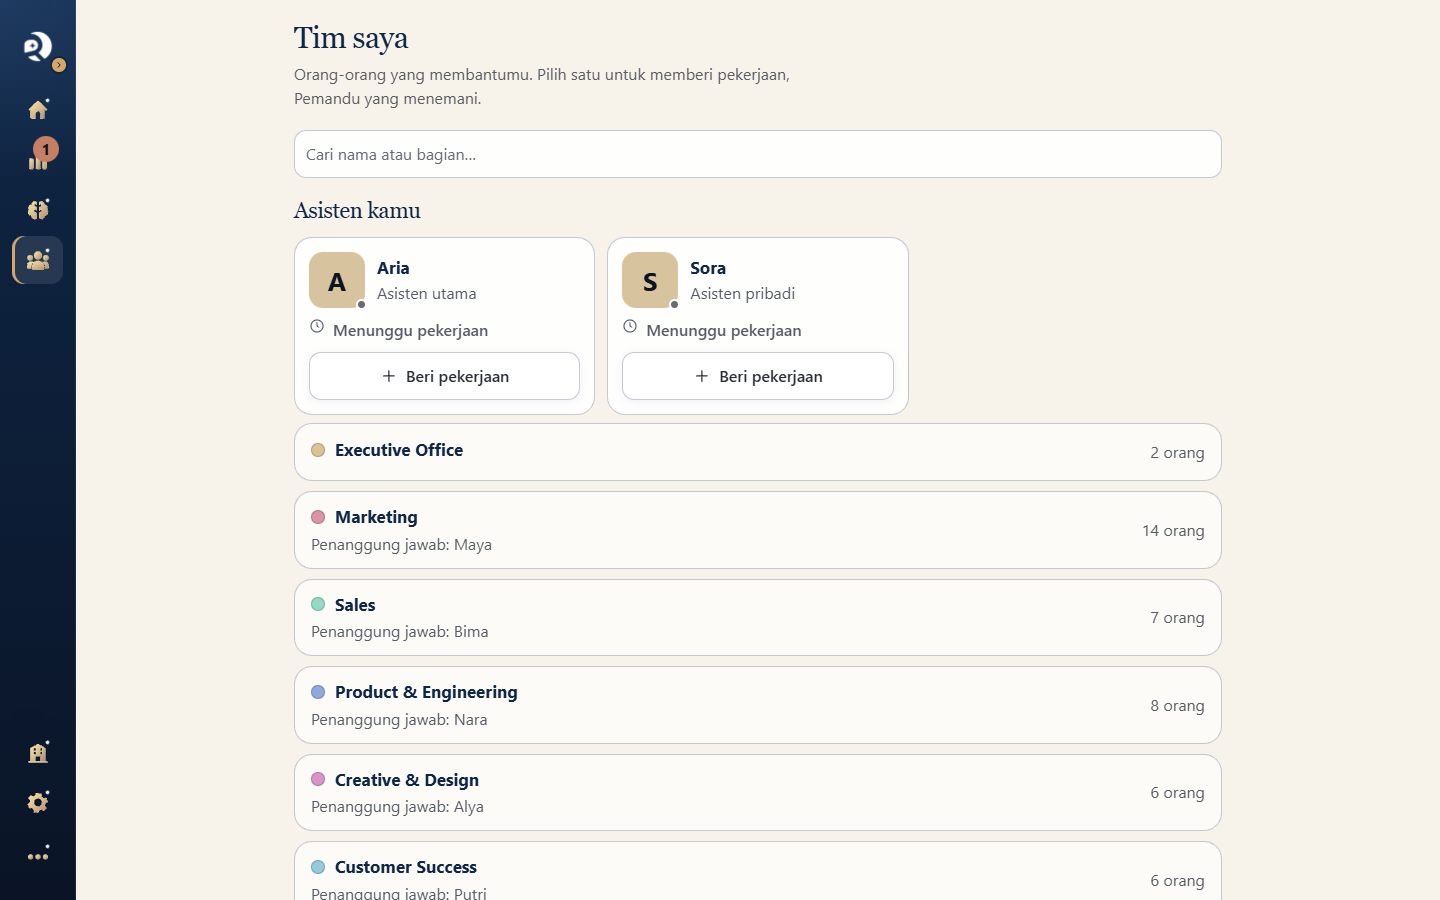 Tim saya
Orang-orang yang membantumu. Pilih satu untuk memberi pekerjaan,
Pemandu yang menemani.
Cari nama atau bagian...
Asisten kamu
A
Aria
Asisten utama
Menunggu pekerjaan
Beri pekerjaan
S
Sora
Asisten pribadi
Menunggu pekerjaan
Beri pekerjaan
Executive Office
2 orang
Marketing
Penanggung jawab: Maya
14 orang
Sales
Penanggung jawab: Bima
7 orang
Product & Engineering
Penanggung jawab: Nara
8 orang
Creative & Design
Penanggung jawab: Alya
6 orang
Customer Success
Penanggung jawab: Putri
6 orang
1